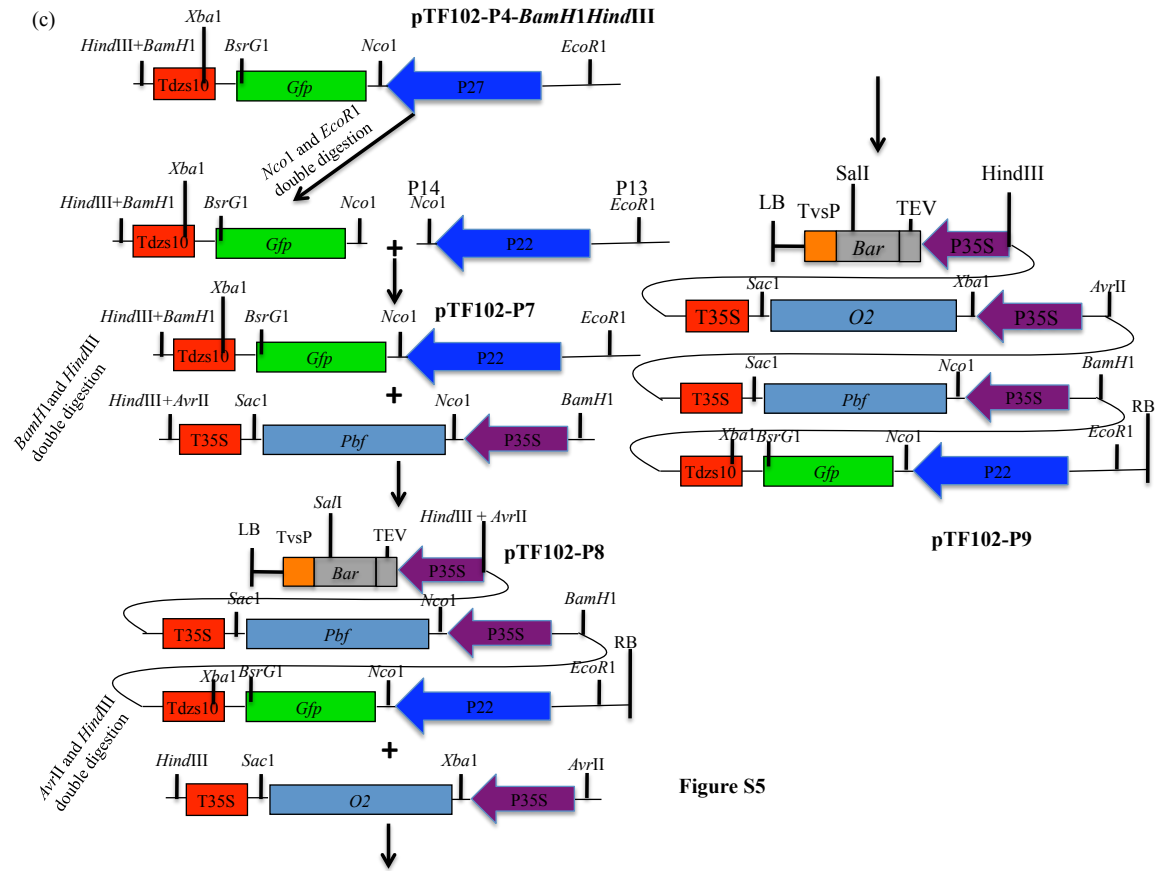 (c)
pTF102-P4-BamH1HindIII
Xba1
HindIII+BamH1
BsrG1
Nco1
EcoR1
Tdzs10
Gfp
P27
Nco1 and EcoR1
double digestion
Xba1
P14
P13
HindIII+BamH1
BsrG1
Nco1
Nco1
EcoR1
Tdzs10
Gfp
+
P22
Xba1
pTF102-P7
HindIII+BamH1
BsrG1
Nco1
EcoR1
Tdzs10
Gfp
P22
BamH1and HindIII
double digestion
+
HindIII+AvrII
Sac1
Nco1
BamH1
T35S
Pbf
P35S
SalI
HindIII + AvrII
LB
TvsP
TEV
pTF102-P8
Bar
P35S
Sac1
Nco1
BamH1
T35S
Pbf
P35S
RB
Xba1
BsrG1
Nco1
EcoR1
Tdzs10
Gfp
P22
AvrII and HindIII
double digestion
+
HindIII
Sac1
Xba1
AvrII
T35S
O2
P35S
SalI
HindIII
LB
TvsP
TEV
Bar
P35S
Sac1
Xba1
AvrII
T35S
O2
P35S
Sac1
Nco1
BamH1
T35S
Pbf
P35S
RB
Xba1
BsrG1
Nco1
EcoR1
Tdzs10
Gfp
P22
pTF102-P9
Figure S5